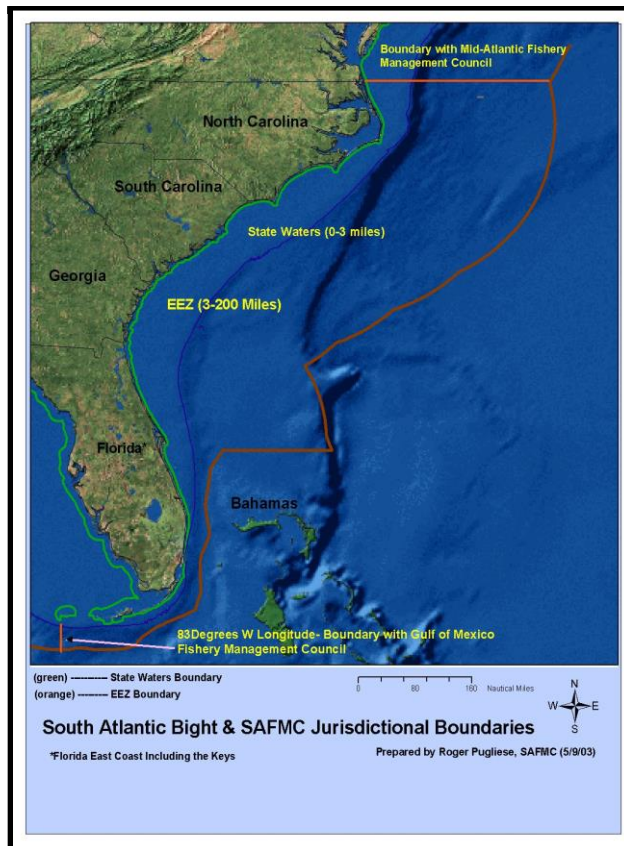 Boundary with Mid-Atlantic Fishery
Management Council
North Carolina
South Carolina
State Waters (0-3 miles)
Georgia
EEZ (3-200 Miles)
Florida*
Bahamas
83Degrees W Longitude- Boundary with Gulf of Mexico
Fishery Management Council
(green) ----------- State Waters Boundary
(orange) --------- EEZ Boundary
0 80 160 Nautical Miles
N
W E
S
South Atlantic Bight & SAFMC Jurisdictional Boundaries
*Florida East Coast Including the Keys
Prepared by Roger Pugliese, SAFMC (5/9/03)